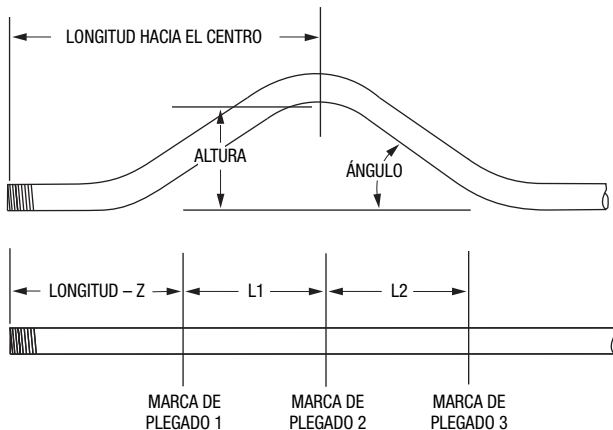 LONGITUD HACIA EL CENTRO
ALTURA
ÁNGULO
LONGITUD – Z
L1
L2
MARCA DE
PLEGADO 1
MARCA DE
PLEGADO 2
MARCA DE
PLEGADO 3